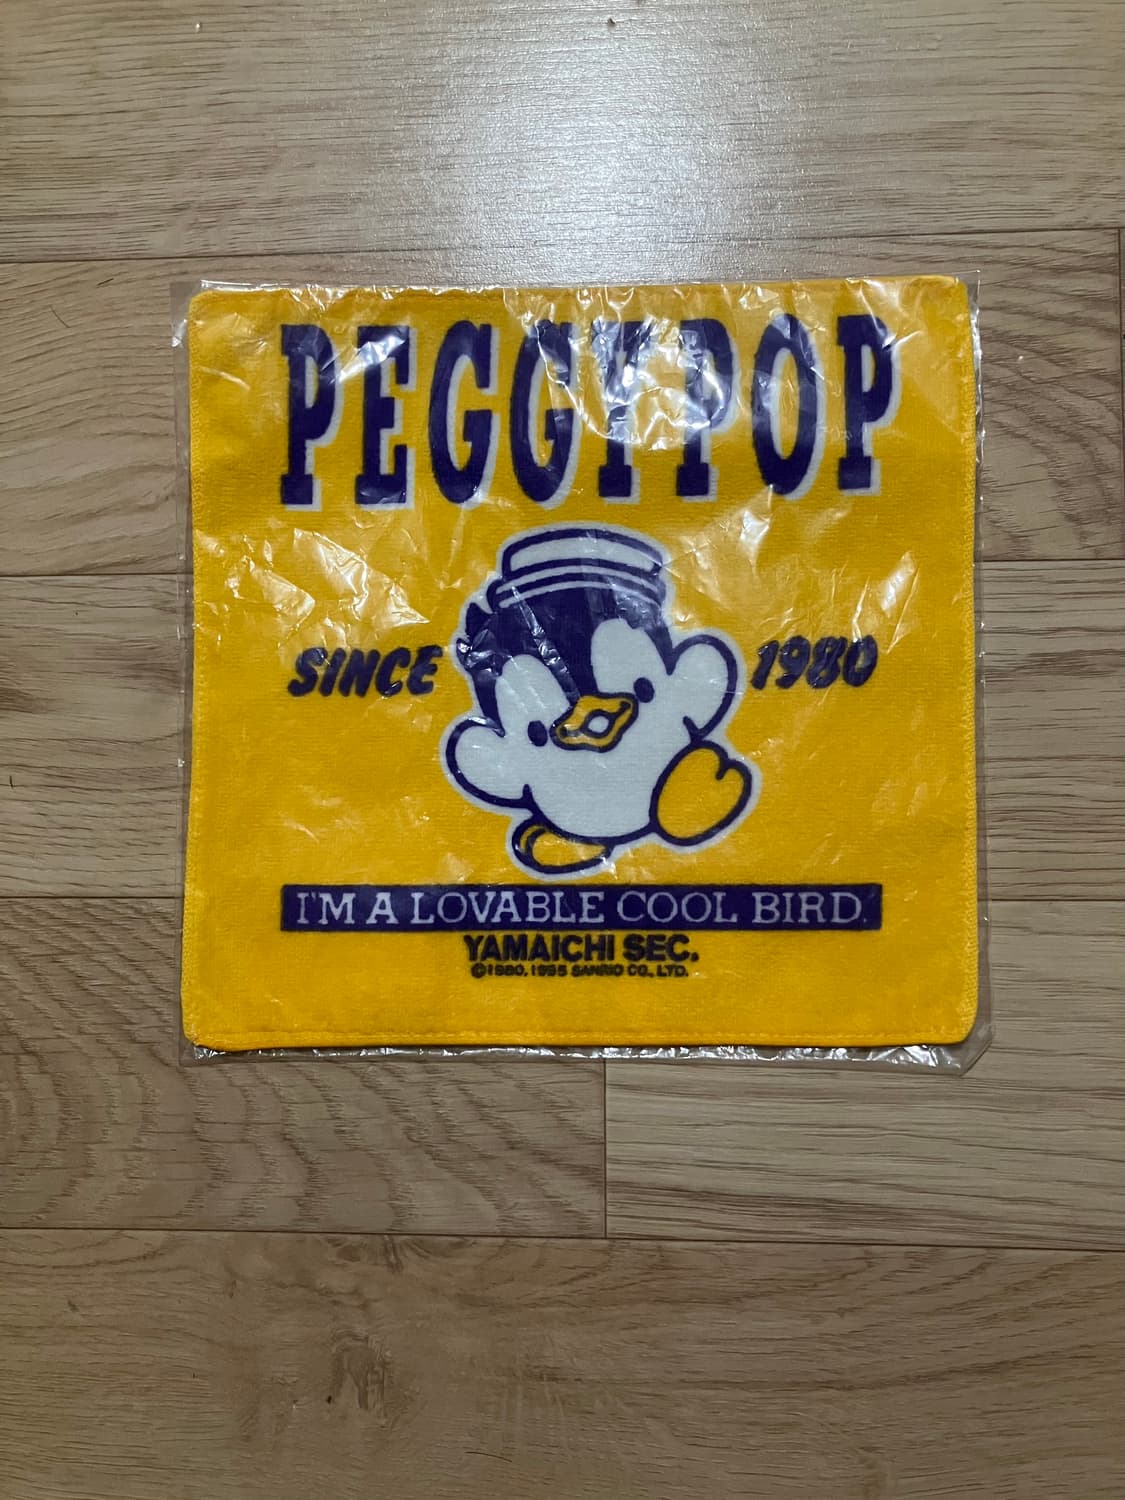 PEGGYPOP
SINCE 1980
I'M A LOVABLE COOL BIRD.
YAMAICHI SEC.
©1980, 1995 SANRIO CO., LTD.